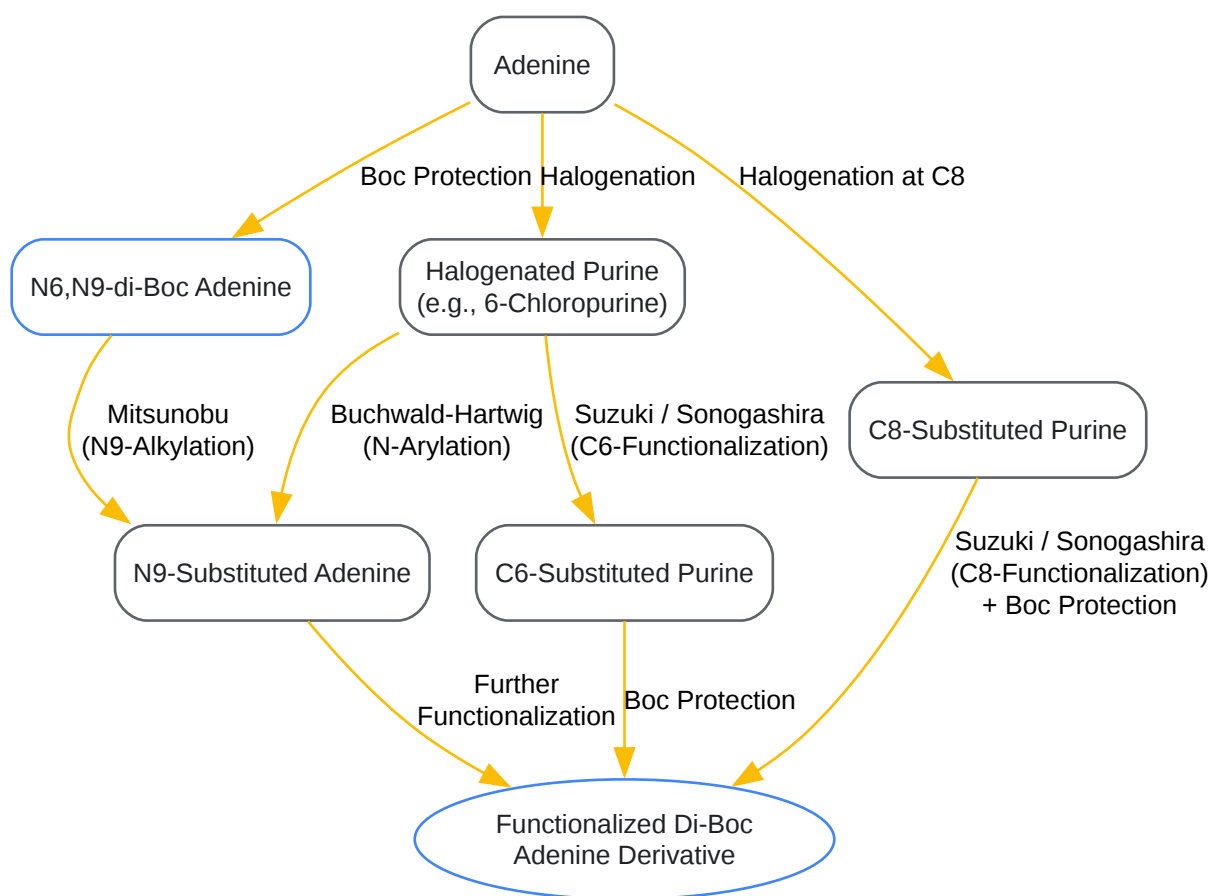 Adenine
Boc Protection
Halogenation
Halogenation at C8
N6,N9-di-Boc Adenine
Halogenated Purine
(e.g., 6-Chloropurine)
Mitsunobu
(N9-Alkylation)
Buchwald-Hartwig
(N-Arylation)
Suzuki / Sonogashira
(C6-Functionalization)
C8-Substituted Purine
N9-Substituted Adenine
C6-Substituted Purine
Suzuki / Sonogashira
(C8-Functionalization)
+ Boc Protection
Further
Functionalization
Boc Protection
Functionalized Di-Boc
Adenine Derivative